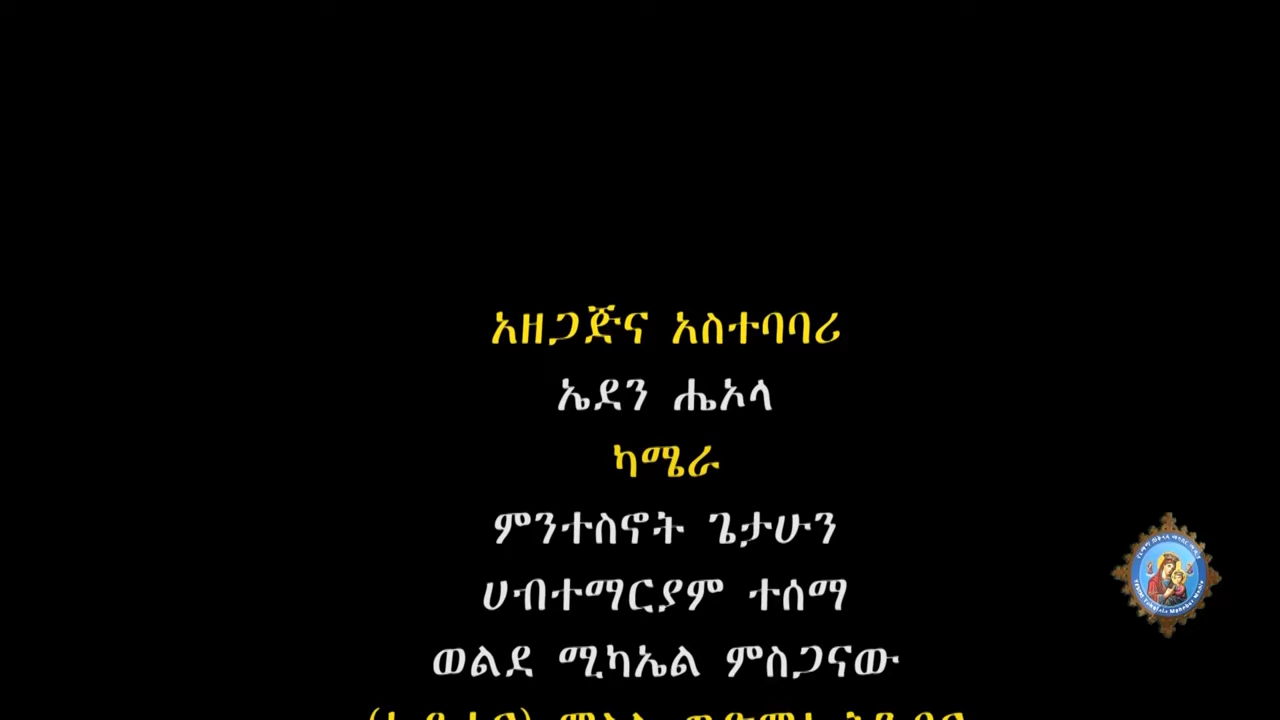 አዘጋጅና አስተባባሪ
ኤደን ሔኦላ
ካሜራ
ምንተስኖት ጌታሁን
ሀብተማርያም ተሰማ
ወልደ ሚካኤል ምስጋናው